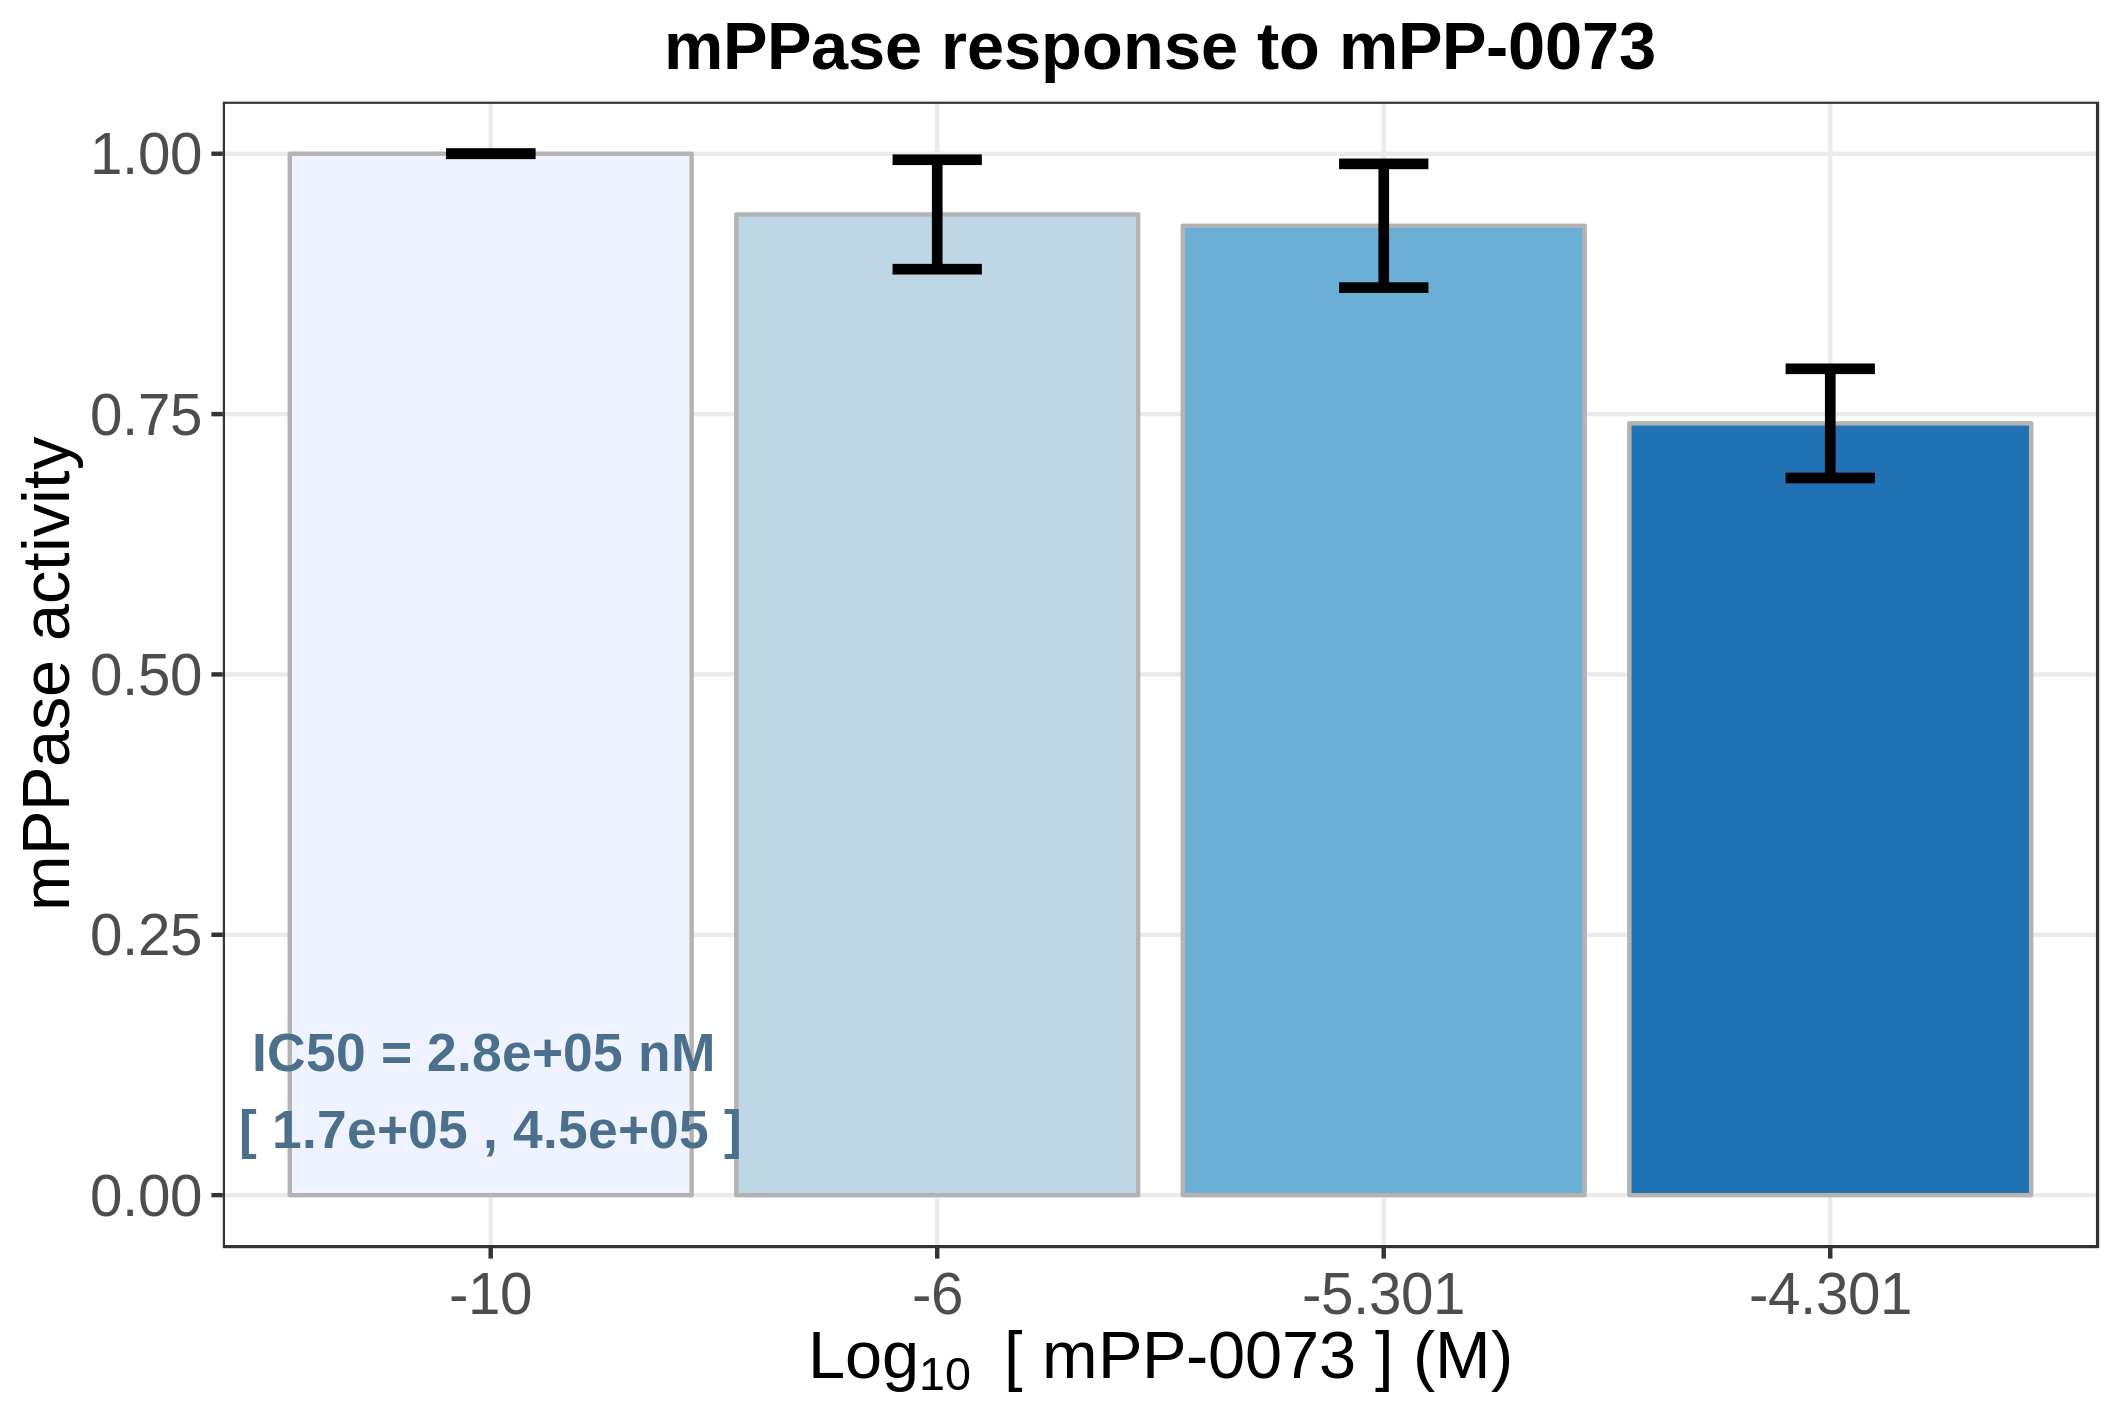 mPPase response to mPP-0073
mPPase activity
1.00
0.75
0.50
0.25
0.00
IC50 = 2.8e+05 nM
[ 1.7e+05 , 4.5e+05 ]
-10
-6
-5.301
-4.301
Log₁₀ [ mPP-0073 ] (M)